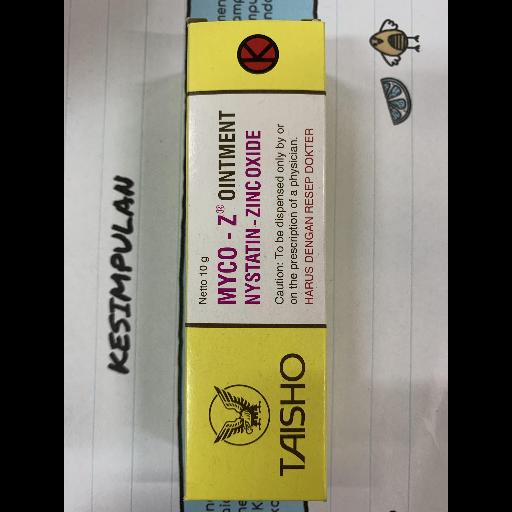 KESIMPULAN
K
Netto 10 g
MYCO - Z® OINTMENT
NYSTATIN - ZINC OXIDE
Caution: To be dispensed only by or
on the prescription of a physician.
HARUS DENGAN RESEP DOKTER
TAISHO